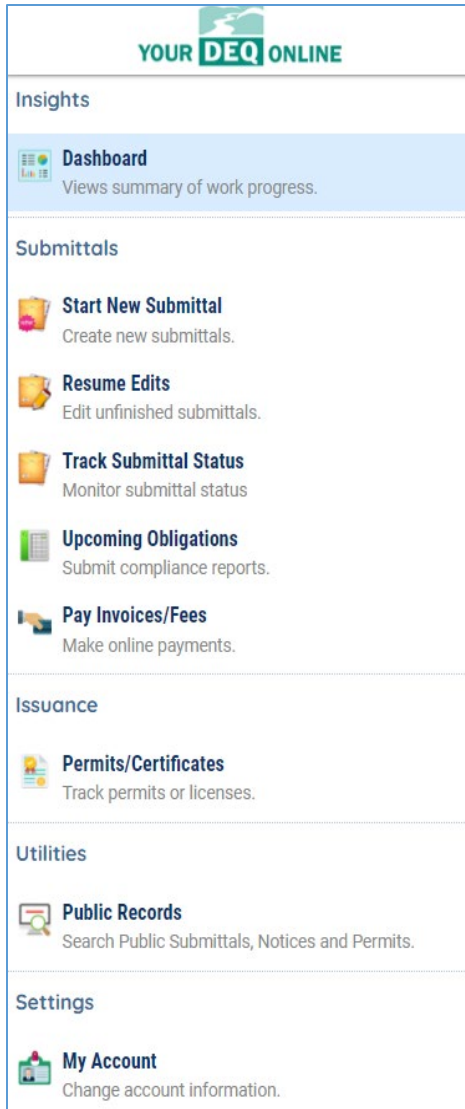 YOUR DEQ ONLINE
Insights
Dashboard
Views summary of work progress.
Submittals
Start New Submittal
Create new submittals.
Resume Edits
Edit unfinished submittals.
Track Submittal Status
Monitor submittal status
Upcoming Obligations
Submit compliance reports.
Pay Invoices/Fees
Make online payments.
Issuance
Permits/Certificates
Track permits or licenses.
Utilities
Public Records
Search Public Submittals, Notices and Permits.
Settings
My Account
Change account information.